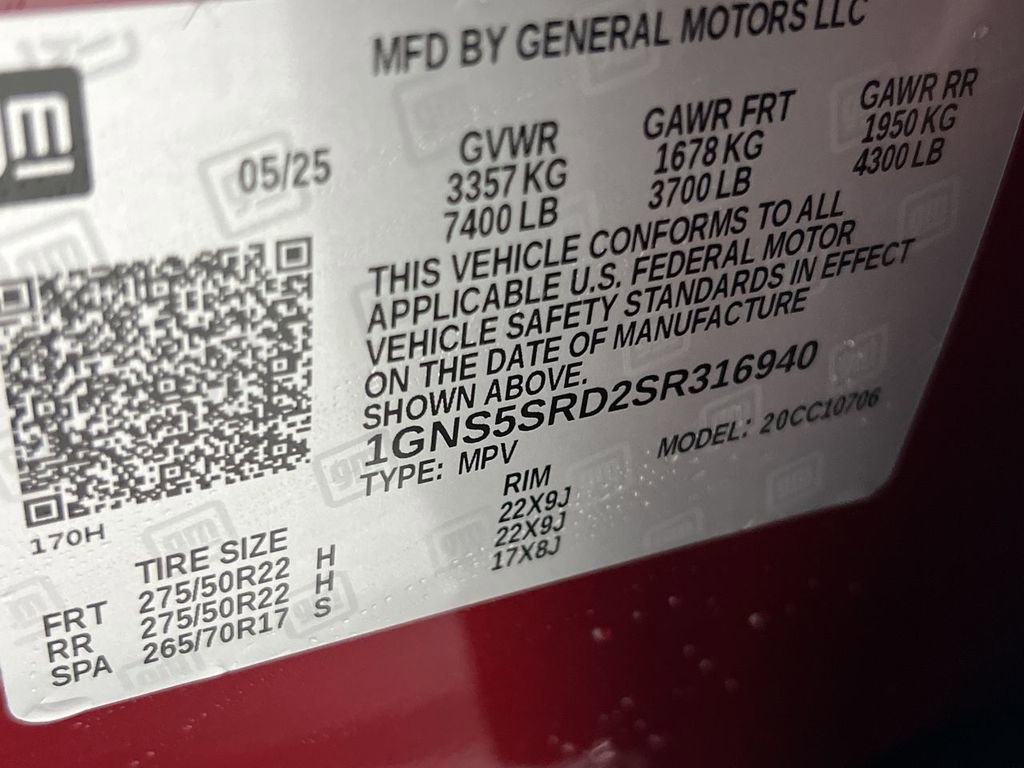 MFD BY GENERAL MOTORS LLC
gm
05/25
GVWR GAWR FRT GAWR RR
3357 KG 1678 KG 1950 KG
7400 LB 3700 LB 4300 LB
THIS VEHICLE CONFORMS TO ALL
APPLICABLE U.S. FEDERAL MOTOR
VEHICLE SAFETY STANDARDS IN EFFECT
ON THE DATE OF MANUFACTURE
SHOWN ABOVE.
1GNS5SRD2SR316940
TYPE: MPV MODEL: 20CC10706
170H
TIRE SIZE RIM
FRT 275/50R22 H 22X9J
RR 275/50R22 H 22X9J
SPA 265/70R17 S 17X8J